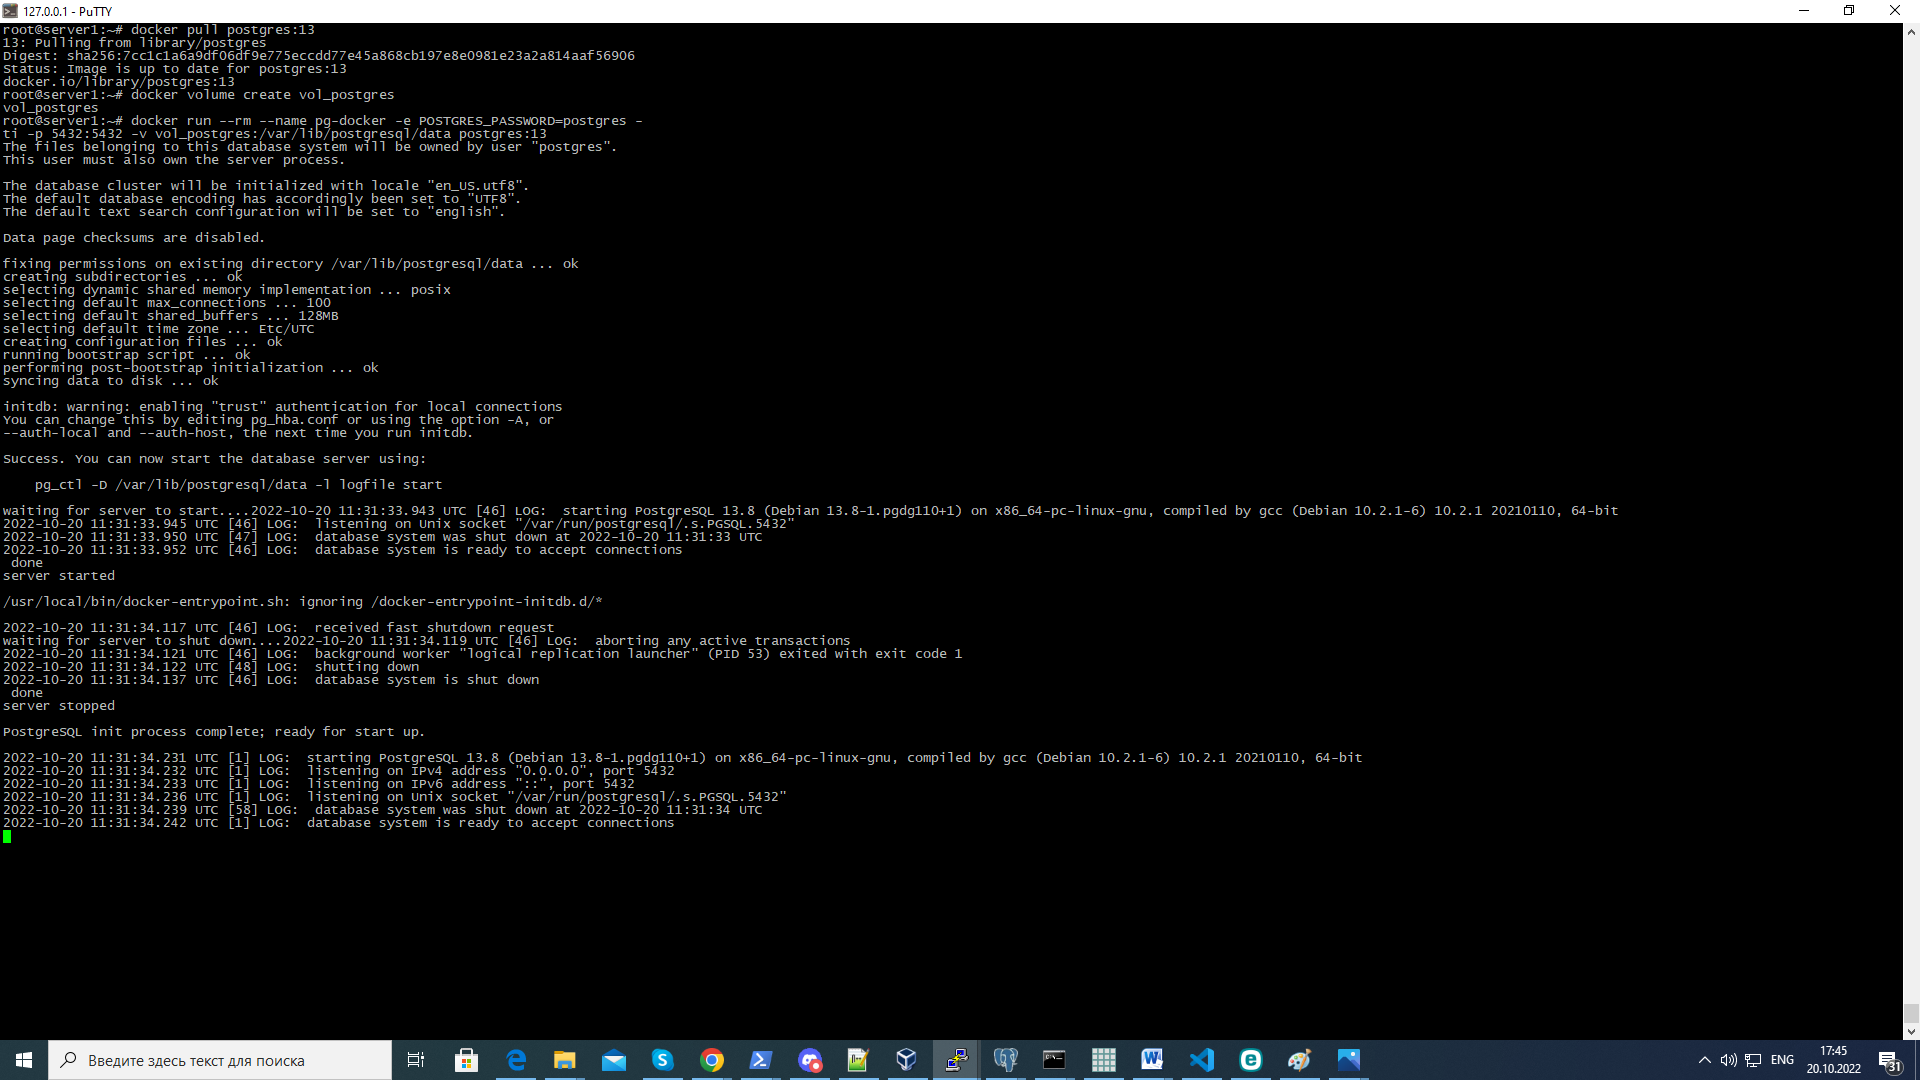 127.0.0.1 - PuTTY
root@server1:~# docker pull postgres:13
13: Pulling from library/postgres
Digest: sha256:7cc1c1a6a9df06df9e775eccdd77e45a868cb197e8e0981e23a2a814aaf56906
Status: Image is up to date for postgres:13
docker.io/library/postgres:13
root@server1:~# docker volume create vol_postgres
vol_postgres
root@server1:~# docker run --rm --name pg-docker -e POSTGRES_PASSWORD=postgres -
ti -p 5432:5432 -v vol_postgres:/var/lib/postgresql/data postgres:13
The files belonging to this database system will be owned by user "postgres".
This user must also own the server process.
The database cluster will be initialized with locale "en_US.utf8".
The default database encoding has accordingly been set to "UTF8".
The default text search configuration will be set to "english".
Data page checksums are disabled.
fixing permissions on existing directory /var/lib/postgresql/data ... ok
creating subdirectories ... ok
selecting dynamic shared memory implementation ... posix
selecting default max_connections ... 100
selecting default shared_buffers ... 128MB
selecting default time zone ... Etc/UTC
creating configuration files ... ok
running bootstrap script ... ok
performing post-bootstrap initialization ... ok
syncing data to disk ... ok
initdb: warning: enabling "trust" authentication for local connections
You can change this by editing pg_hba.conf or using the option -A, or
--auth-local and --auth-host, the next time you run initdb.
Success. You can now start the database server using:
pg_ctl -D /var/lib/postgresql/data -l logfile start
waiting for server to start....2022-10-20 11:31:33.943 UTC [46] LOG:  starting PostgreSQL 13.8 (Debian 13.8-1.pgdg110+1) on x86_64-pc-linux-gnu, compiled by gcc (Debian 10.2.1-6) 10.2.1 20210110, 64-bit
2022-10-20 11:31:33.945 UTC [46] LOG:  listening on Unix socket "/var/run/postgresql/.s.PGSQL.5432"
2022-10-20 11:31:33.950 UTC [47] LOG:  database system was shut down at 2022-10-20 11:31:33 UTC
2022-10-20 11:31:33.952 UTC [46] LOG:  database system is ready to accept connections
done
server started
/usr/local/bin/docker-entrypoint.sh: ignoring /docker-entrypoint-initdb.d/*
2022-10-20 11:31:34.117 UTC [46] LOG:  received fast shutdown request
waiting for server to shut down....2022-10-20 11:31:34.119 UTC [46] LOG:  aborting any active transactions
2022-10-20 11:31:34.121 UTC [46] LOG:  background worker "logical replication launcher" (PID 53) exited with exit code 1
2022-10-20 11:31:34.122 UTC [48] LOG:  shutting down
2022-10-20 11:31:34.137 UTC [46] LOG:  database system is shut down
done
server stopped
PostgreSQL init process complete; ready for start up.
2022-10-20 11:31:34.231 UTC [1] LOG:  starting PostgreSQL 13.8 (Debian 13.8-1.pgdg110+1) on x86_64-pc-linux-gnu, compiled by gcc (Debian 10.2.1-6) 10.2.1 20210110, 64-bit
2022-10-20 11:31:34.232 UTC [1] LOG:  listening on IPv4 address "0.0.0.0", port 5432
2022-10-20 11:31:34.233 UTC [1] LOG:  listening on IPv6 address "::", port 5432
2022-10-20 11:31:34.236 UTC [1] LOG:  listening on Unix socket "/var/run/postgresql/.s.PGSQL.5432"
2022-10-20 11:31:34.239 UTC [58] LOG:  database system was shut down at 2022-10-20 11:31:34 UTC
2022-10-20 11:31:34.242 UTC [1] LOG:  database system is ready to accept connections
Введите здесь текст для поиска
ENG
17:45
20.10.2022
31